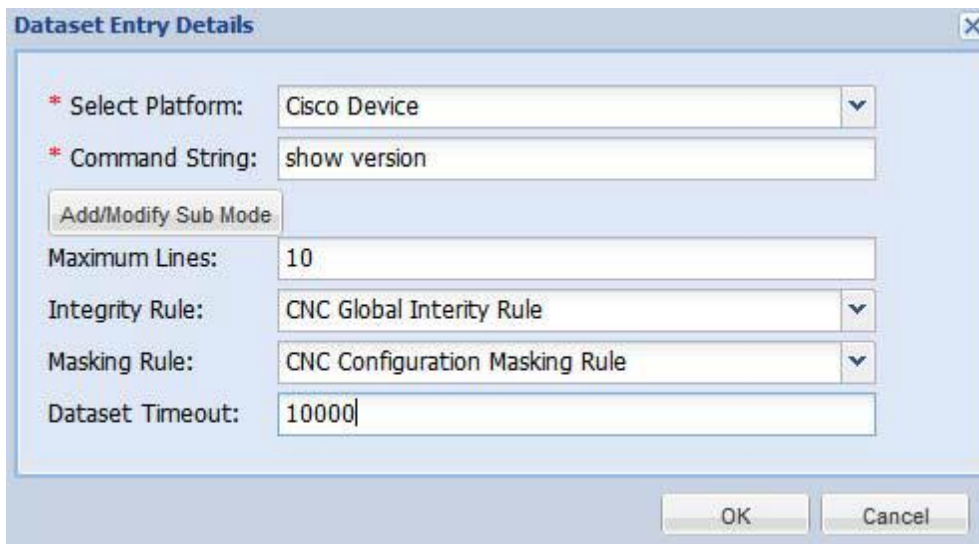 Dataset Entry Details
* Select Platform: Cisco Device
* Command String: show version
Add/Modify Sub Mode
Maximum Lines: 10
Integrity Rule: CNC Global Interity Rule
Masking Rule: CNC Configuration Masking Rule
Dataset Timeout: 10000
OK Cancel